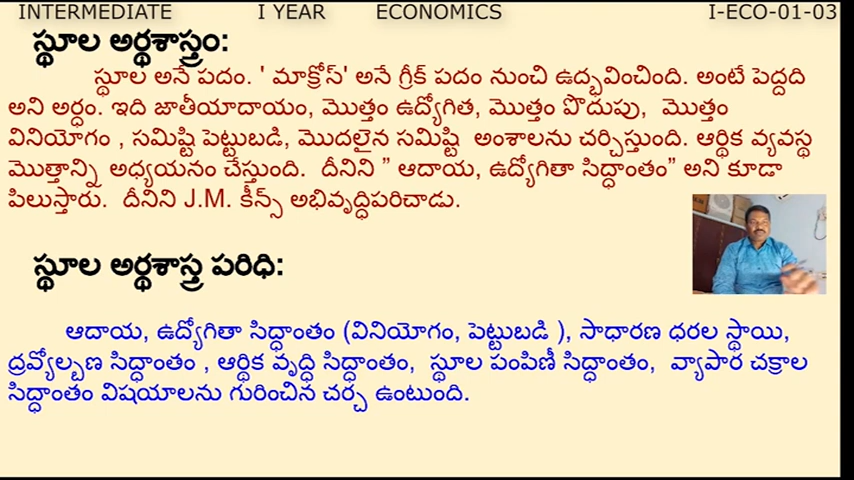 INTERMEDIATE I YEAR ECONOMICS I-ECO-01-03
స్థూల అర్థశాస్త్రం:
స్థూల అనే పదం. ' మాక్రోస్' అనే గ్రీక్ పదం నుంచి ఉద్భవించింది. అంటే పెద్దది
అని అర్ధం. ఇది జాతీయాదాయం, మొత్తం ఉద్యోగిత, మొత్తం పొదుపు, మొత్తం
వినియోగం , సమిష్టి పెట్టుబడి, మొదలైన సమిష్టి అంశాలను చర్చిస్తుంది. ఆర్థిక వ్యవస్థ
మొత్తాన్ని అధ్యయనం చేస్తుంది. దీనిని ” ఆదాయ, ఉద్యోగితా సిద్ధాంతం” అని కూడా
పిలుస్తారు. దీనిని J.M. కీన్స్ అభివృద్ధిపరిచాడు.
స్థూల అర్థశాస్త్ర పరిధి:
ఆదాయ, ఉద్యోగితా సిద్ధాంతం (వినియోగం, పెట్టుబడి ), సాధారణ ధరల స్థాయి,
ద్రవ్యోల్బణ సిద్ధాంతం , ఆర్థిక వృద్ధి సిద్ధాంతం, స్థూల పంపిణీ సిద్ధాంతం, వ్యాపార చక్రాల
సిద్ధాంతం విషయాలను గురించిన చర్చ ఉంటుంది.